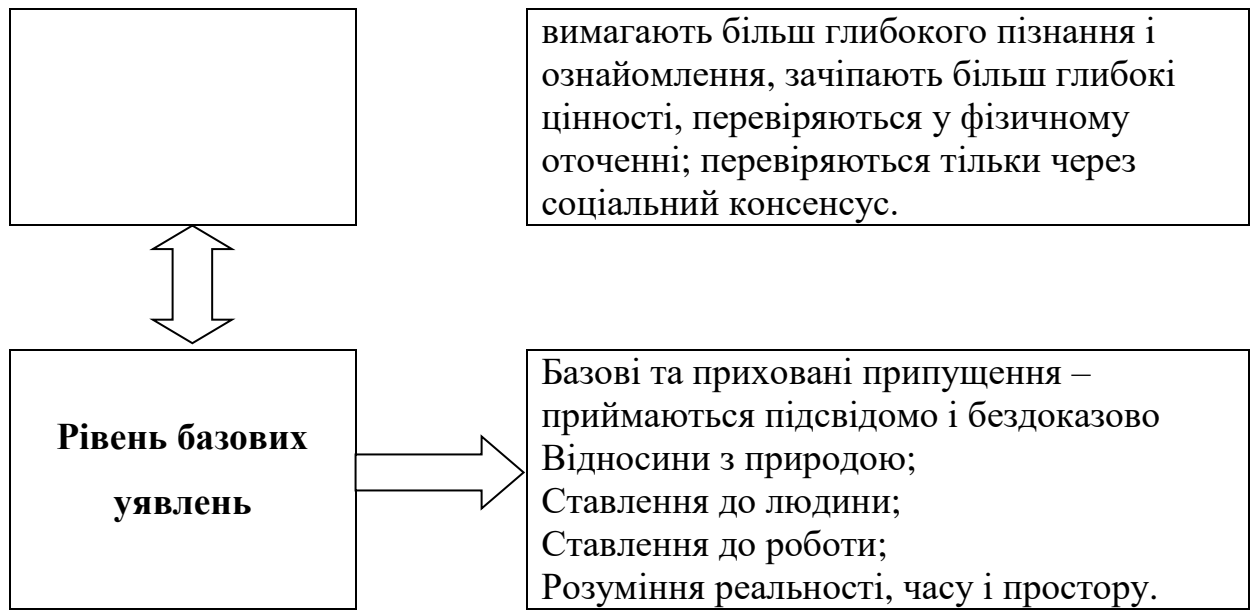 вимагають більш глибокого пізнання і
ознайомлення, зачіпають більш глибокі
цінності, перевіряються у фізичному
оточенні; перевіряються тільки через
соціальний консенсус.
Рівень базових
уявлень
Базові та приховані припущення –
приймаються підсвідомо і бездоказово
Відносини з природою;
Ставлення до людини;
Ставлення до роботи;
Розуміння реальності, часу і простору.